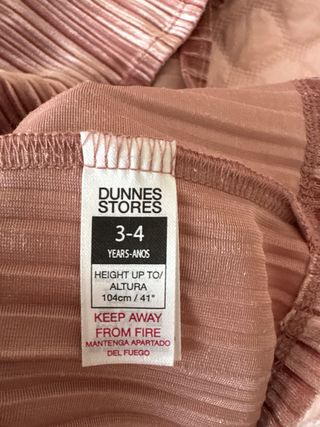 DUNNES
STORES
3-4
YEARS-ANOS
HEIGHT UP TO/
ALTURA
104cm / 41"
KEEP AWAY
FROM FIRE
MANTENGA APARTADO
DEL FUEGO